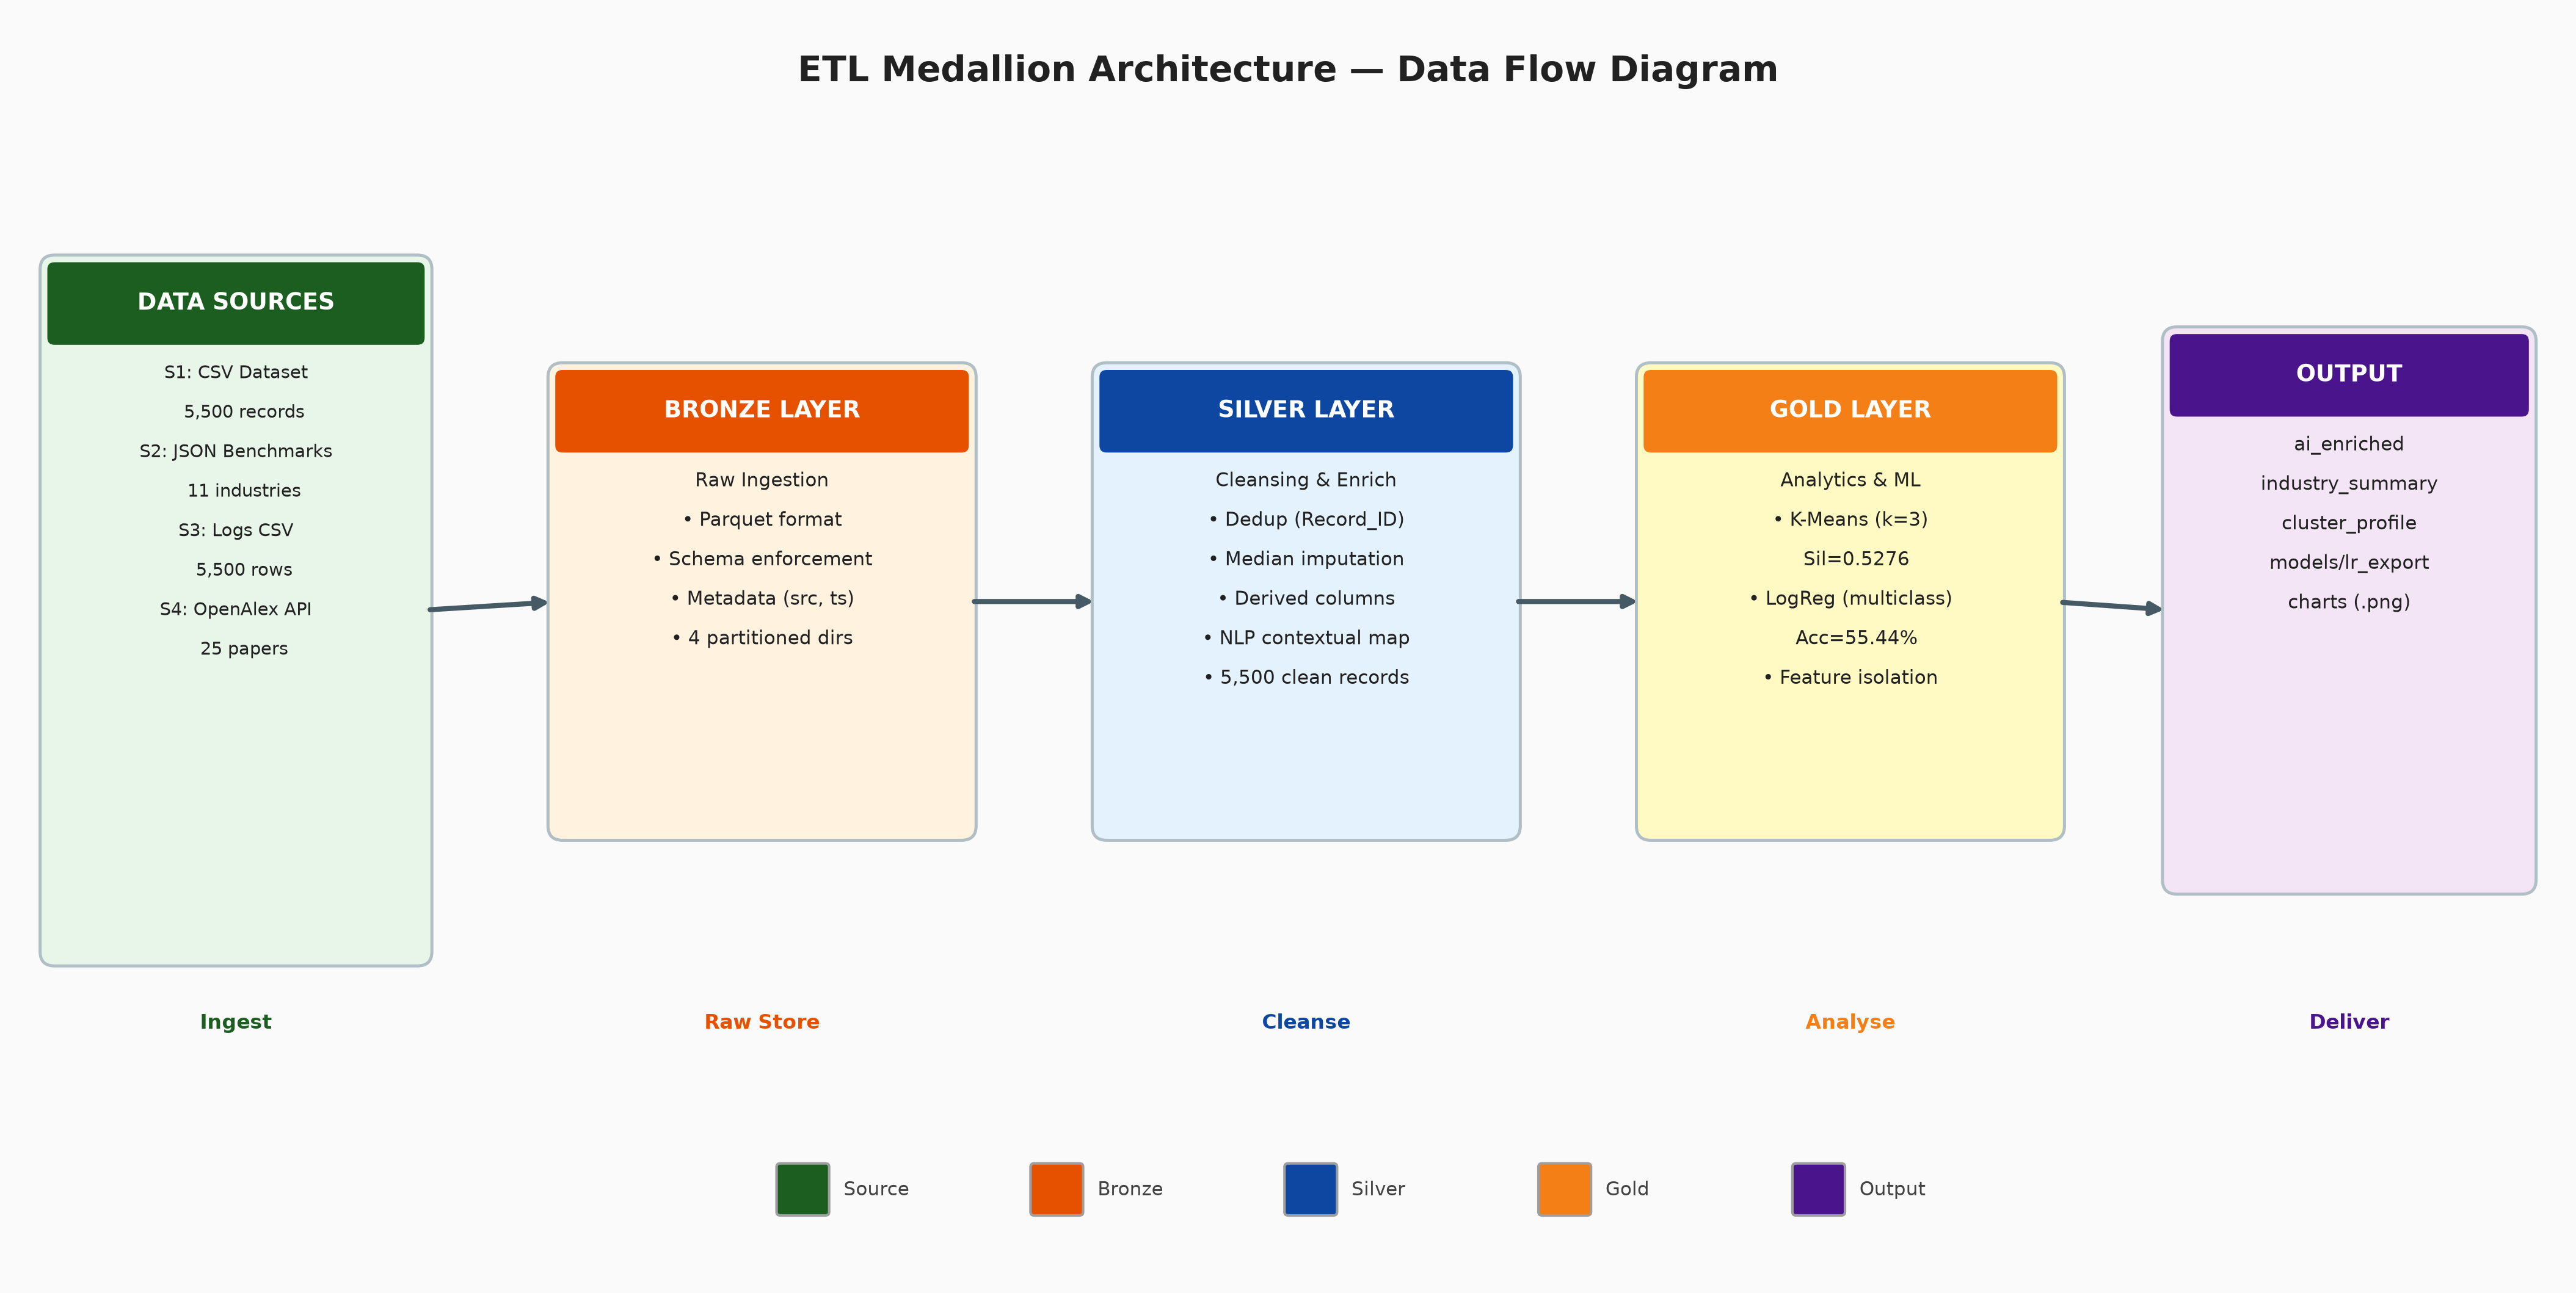 ETL Medallion Architecture — Data Flow Diagram
DATA SOURCES
S1: CSV Dataset
5,500 records
S2: JSON Benchmarks
11 industries
S3: Logs CSV
5,500 rows
S4: OpenAlex API
25 papers
BRONZE LAYER
Raw Ingestion
• Parquet format
• Schema enforcement
• Metadata (src, ts)
• 4 partitioned dirs
SILVER LAYER
Cleansing & Enrich
• Dedup (Record_ID)
• Median imputation
• Derived columns
• NLP contextual map
• 5,500 clean records
GOLD LAYER
Analytics & ML
• K-Means (k=3)
Sil=0.5276
• LogReg (multiclass)
Acc=55.44%
• Feature isolation
OUTPUT
ai_enriched
industry_summary
cluster_profile
models/lr_export
charts (.png)
Ingest
Raw Store
Cleanse
Analyse
Deliver
Source
Bronze
Silver
Gold
Output